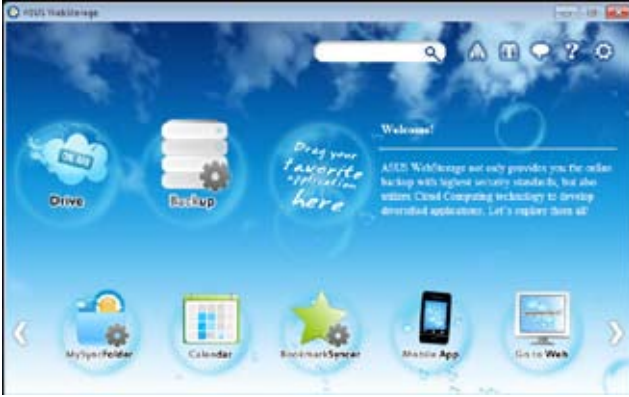 ASUS WebStorage
Welcome!
Drag your
favorite
application
here
ASUS WebStorage not only provides you the online
backup with highest security standards, but also
utilizes Cloud Computing technology to develop
diversified applications. Let's explore them all!
Drive
Backup
MySyncFolder
Calendar
BookmarkSyncer
Mobile App
Go to Web